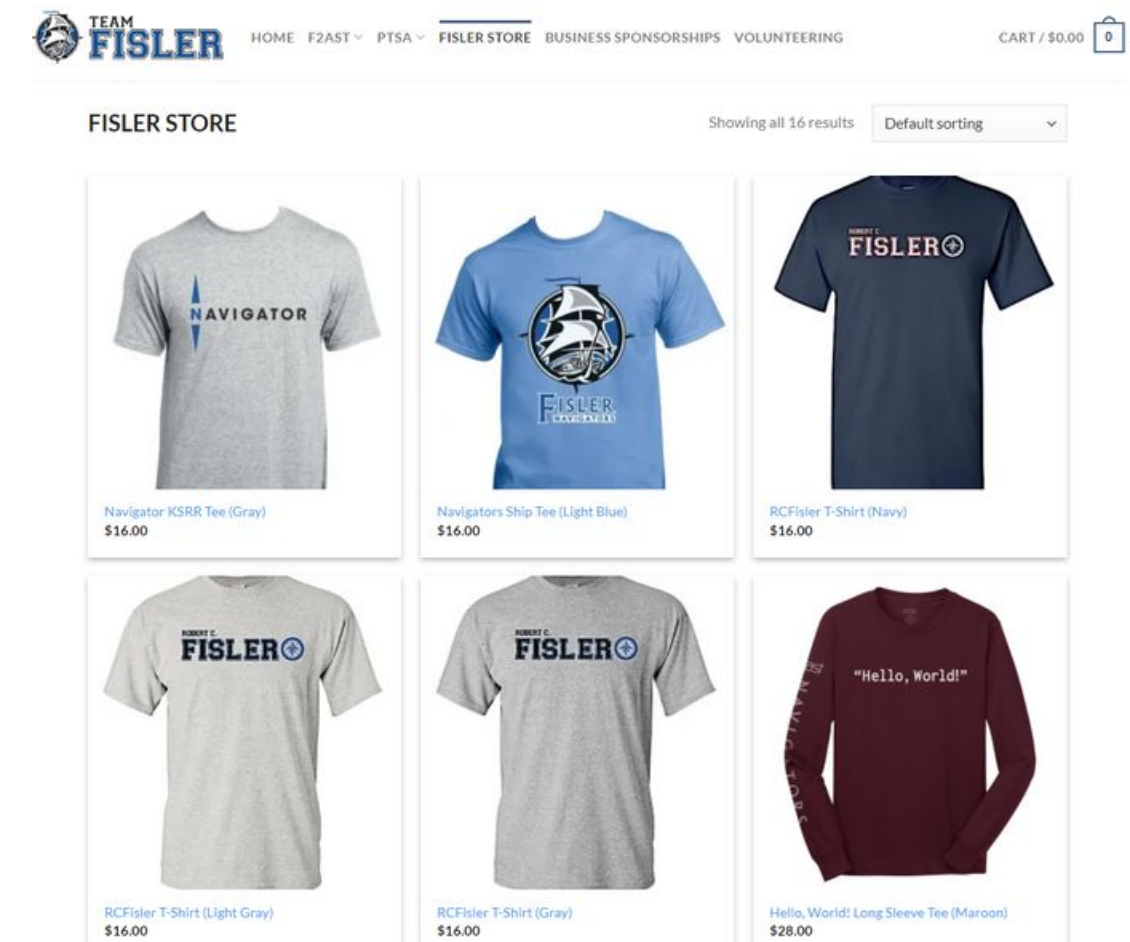 TEAM
FISLER
HOME F2AST PTSA FISLER STORE BUSINESS SPONSORSHIPS VOLUNTEERING CART / $0.00 0
FISLER STORE
Showing all 16 results Default sorting
NAVIGATOR
FISLER
NAVIGATORS
ROBERT C.
FISLER
Navigator KSRR Tee (Gray)
$16.00
Navigators Ship Tee (Light Blue)
$16.00
RCFisler T-Shirt (Navy)
$16.00
ROBERT C.
FISLER
ROBERT C.
FISLER
"Hello, World!"
NAVIGATORS
RCFisler T-Shirt (Light Gray)
$16.00
RCFisler T-Shirt (Gray)
$16.00
Hello, World! Long Sleeve Tee (Maroon)
$28.00